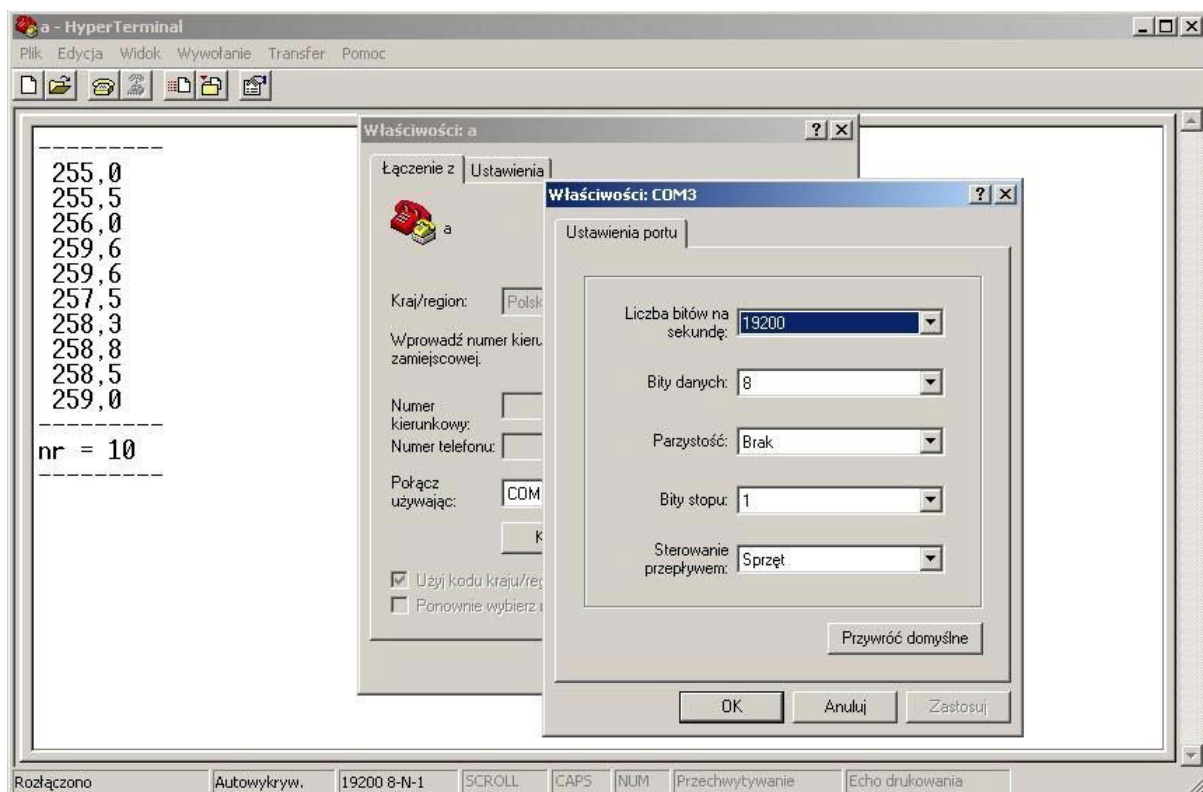 a - HyperTerminal
Plik Edycja Widok Wywołanie Transfer Pomoc
---------
255,0
255,5
256,0
259,6
259,6
257,5
258,3
258,8
258,5
259,0
---------
nr = 10
---------
Właściwości: a
Łączenie z Ustawienia
a
Kraj/region: Polsk
Wprowadź numer kieru
zamiejscowej.
Numer
kierunkowy:
Numer telefonu:
Połącz
używając: COM
K
Użyj kodu kraju/reg
Ponownie wybierz
Właściwości: COM3
Ustawienia portu
Liczba bitów na
sekundę: 19200
Bity danych: 8
Parzystość: Brak
Bity stopu: 1
Sterowanie
przepływem: Sprzęt
Przywróć domyślne
OK Anuluj Zastosuj
Rozłączono Autowykryw. 19200 8-N-1 SCROLL CAPS NUM Przechwytywanie Echo drukowania